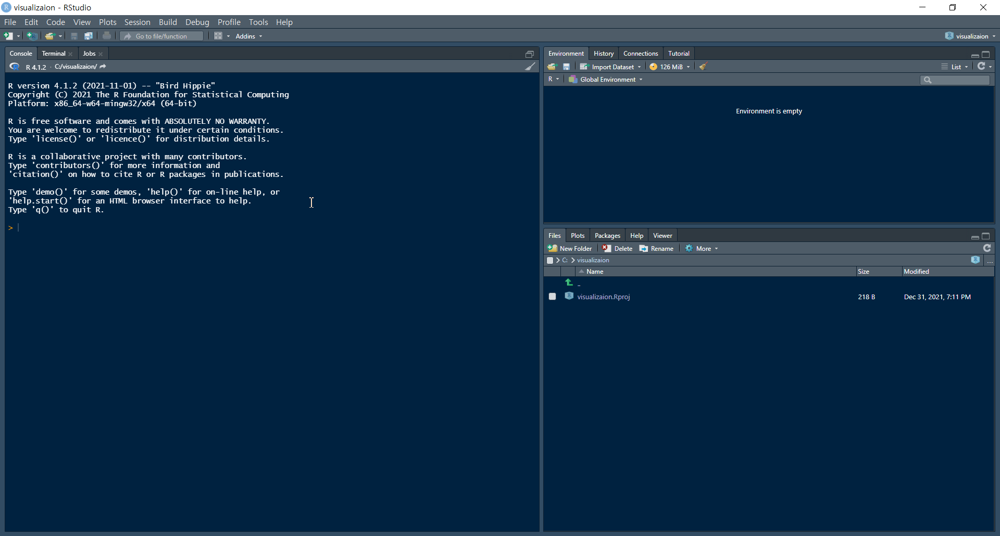 visualizaion - RStudio
File Edit Code View Plots Session Build Debug Profile Tools Help
Go to file/function Addins visualizaion
Console Terminal Jobs
R 4.1.2 · C:/visualizaion/
R version 4.1.2 (2021-11-01) -- "Bird Hippie"
Copyright (C) 2021 The R Foundation for Statistical Computing
Platform: x86_64-w64-mingw32/x64 (64-bit)
R is free software and comes with ABSOLUTELY NO WARRANTY.
You are welcome to redistribute it under certain conditions.
Type 'license()' or 'licence()' for distribution details.
R is a collaborative project with many contributors.
Type 'contributors()' for more information and
'citation()' on how to cite R or R packages in publications.
Type 'demo()' for some demos, 'help()' for on-line help, or
'help.start()' for an HTML browser interface to help.
Type 'q()' to quit R.
>
Environment History Connections Tutorial
Import Dataset 126 MiB List
R Global Environment
Environment is empty
Files Plots Packages Help Viewer
New Folder Delete Rename More
C: > visualizaion ...
Name Size Modified
..
visualizaion.Rproj 218 B Dec 31, 2021, 7:11 PM